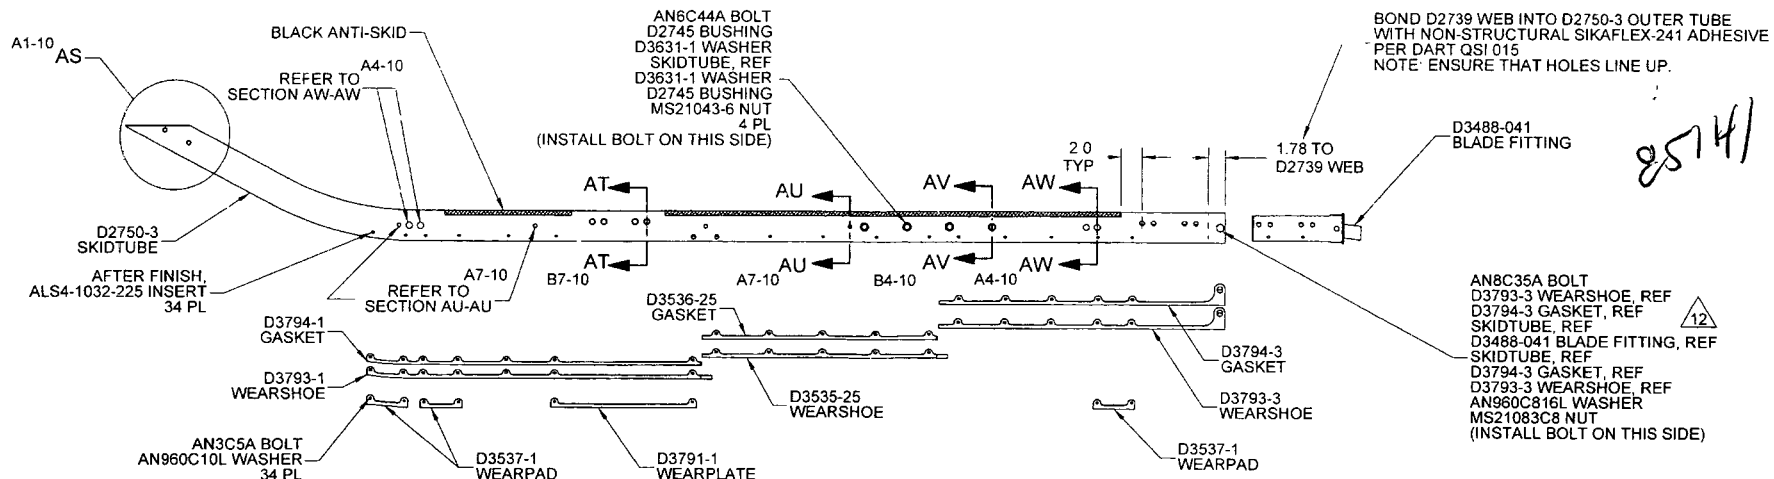 A1-10
AS
BLACK ANTI-SKID
REFER TO A4-10
SECTION AW-AW
AN6C44A BOLT
D2745 BUSHING
D3631-1 WASHER
SKIDTUBE, REF
D3631-1 WASHER
D2745 BUSHING
MS21043-6 NUT
4 PL
(INSTALL BOLT ON THIS SIDE)
BOND D2739 WEB INTO D2750-3 OUTER TUBE
WITH NON-STRUCTURAL SIKAFLEX-241 ADHESIVE
PER DART QSI 015
NOTE: ENSURE THAT HOLES LINE UP.
85741
D3488-041
BLADE FITTING
2.0
TYP
1.78 TO
D2739 WEB
AT
AU
AV
AW
D2750-3
SKIDTUBE
AFTER FINISH,
ALS4-1032-225 INSERT
34 PL
REFER TO
SECTION AU-AU
A7-10
AT
B7-10
A7-10
AU
B4-10
AV
A4-10
AW
AN8C35A BOLT
D3793-3 WEARSHOE, REF
D3794-3 GASKET, REF
SKIDTUBE, REF
D3488-041 BLADE FITTING, REF
SKIDTUBE, REF
D3794-3 GASKET, REF
D3793-3 WEARSHOE, REF
AN960C816L WASHER
MS21083C8 NUT
(INSTALL BOLT ON THIS SIDE)
12
D3536-25
GASKET
D3794-1
GASKET
D3793-1
WEARSHOE
D3535-25
WEARSHOE
D3794-3
GASKET
D3793-3
WEARSHOE
AN3C5A BOLT
AN960C10L WASHER
34 PL
D3537-1
WEARPAD
D3791-1
WEARPLATE
D3537-1
WEARPAD